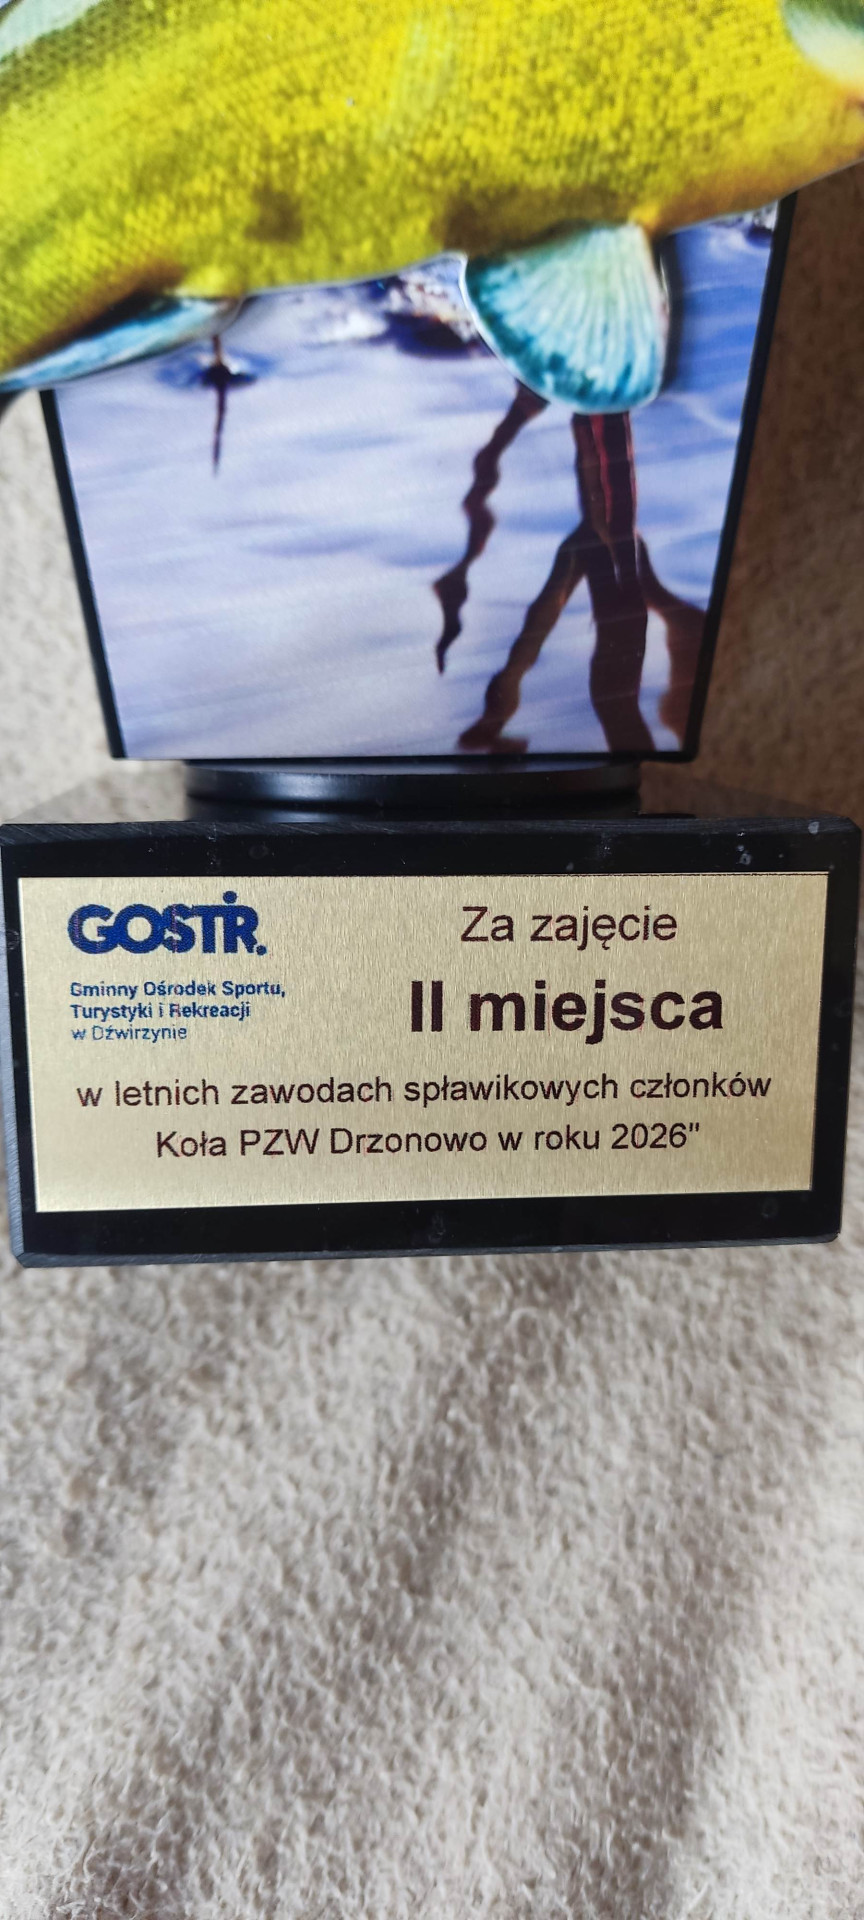 GOSTiR.
Gminny Ośrodek Sportu,
Turystyki i Rekreacji
w Dźwirzynie
Za zajęcie
II miejsca
w letnich zawodach spławikowych członków
Koła PZW Drzonowo w roku 2026"